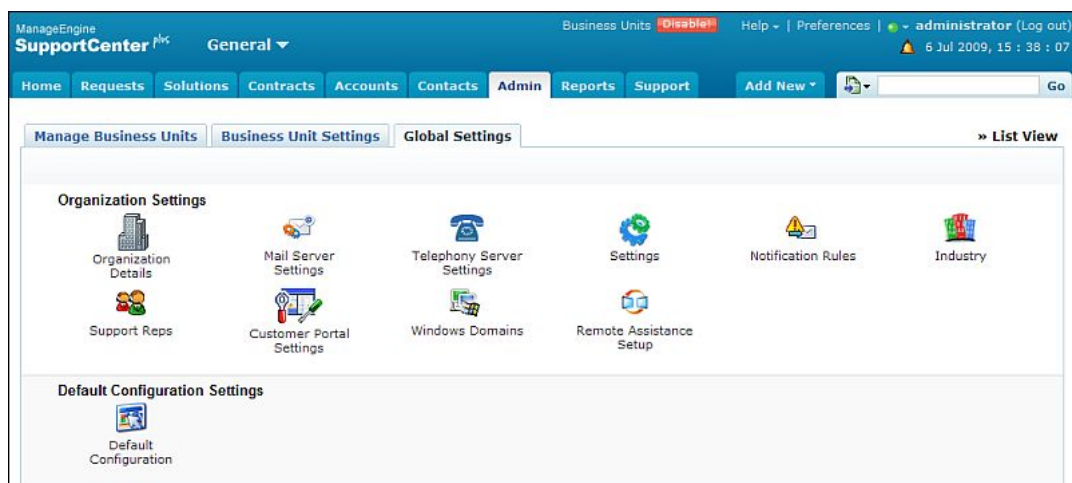 ManageEngine
SupportCenter plus
General
Business Units Disable!
Help | Preferences | administrator (Log out)
6 Jul 2009, 15 : 38 : 07
Home Requests Solutions Contracts Accounts Contacts Admin Reports Support Add New Go
Manage Business Units Business Unit Settings Global Settings » List View
Organization Settings
Organization
Details
Mail Server
Settings
Telephony Server
Settings
Settings
Notification Rules
Industry
Support Reps
Customer Portal
Settings
Windows Domains
Remote Assistance
Setup
Default Configuration Settings
Default
Configuration